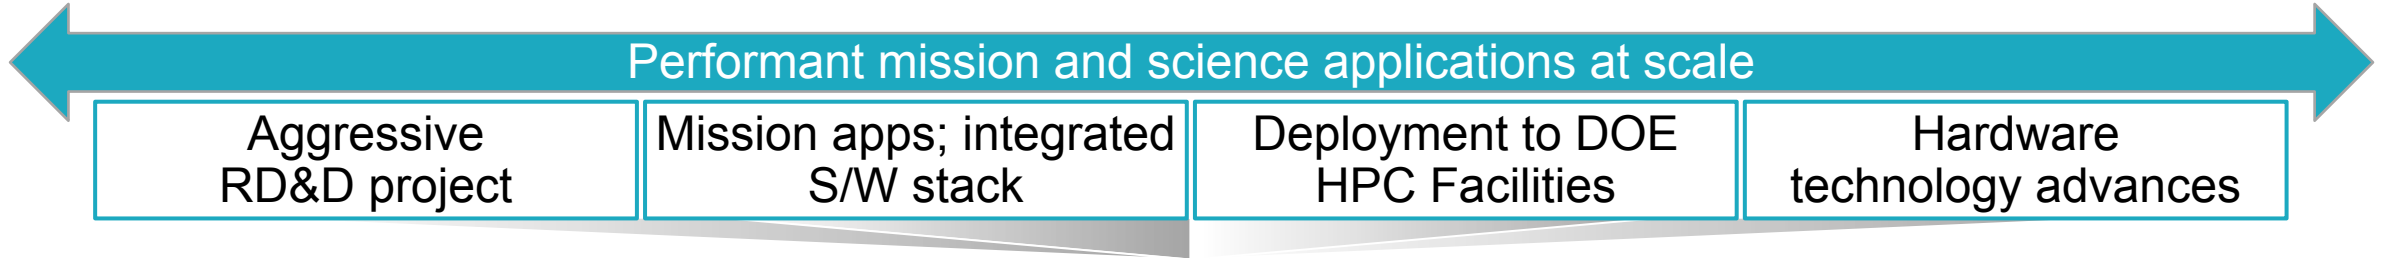 Performant mission and science applications at scale
Aggressive
RD&D project
Mission apps; integrated
S/W stack
Deployment to DOE
HPC Facilities
Hardware
technology advances